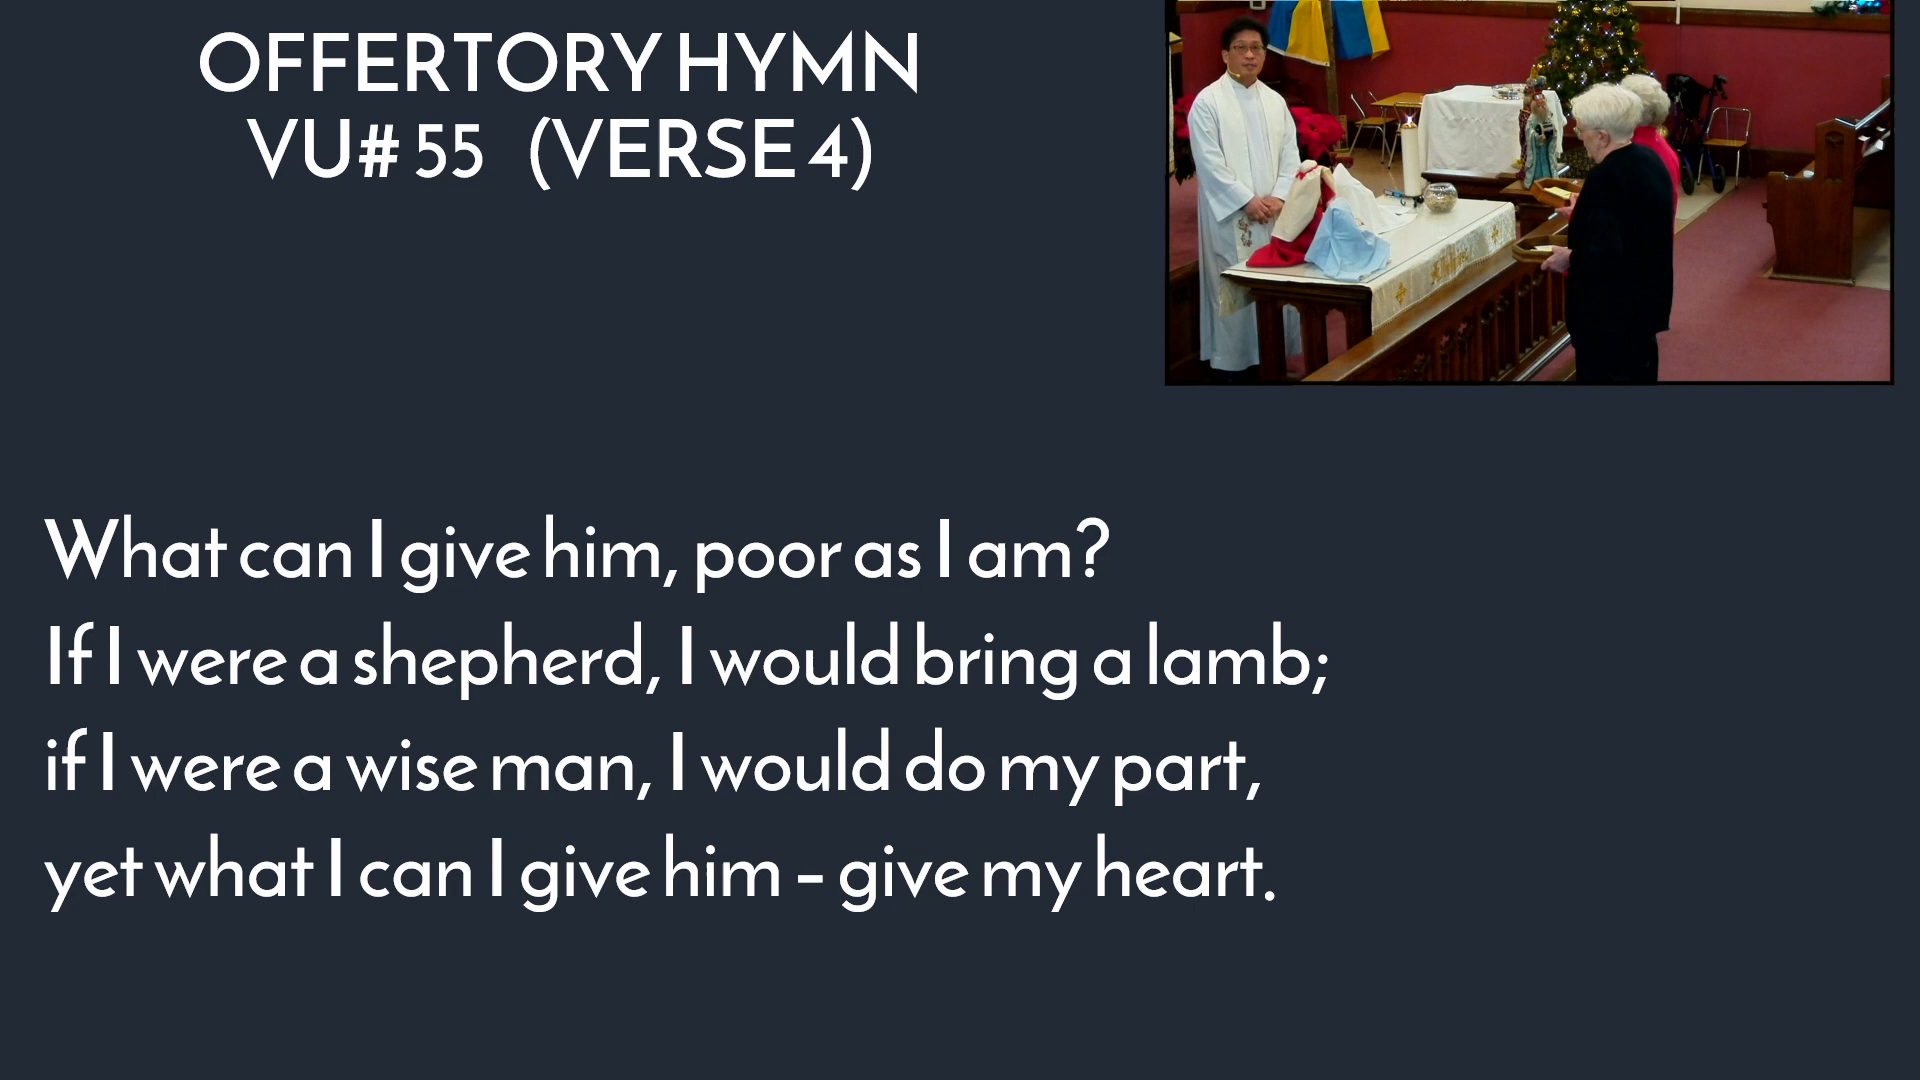 OFFERTORY HYMN
VU# 55 (VERSE 4)
What can I give him, poor as I am?
If I were a shepherd, I would bring a lamb;
if I were a wise man, I would do my part,
yet what I can I give him – give my heart.